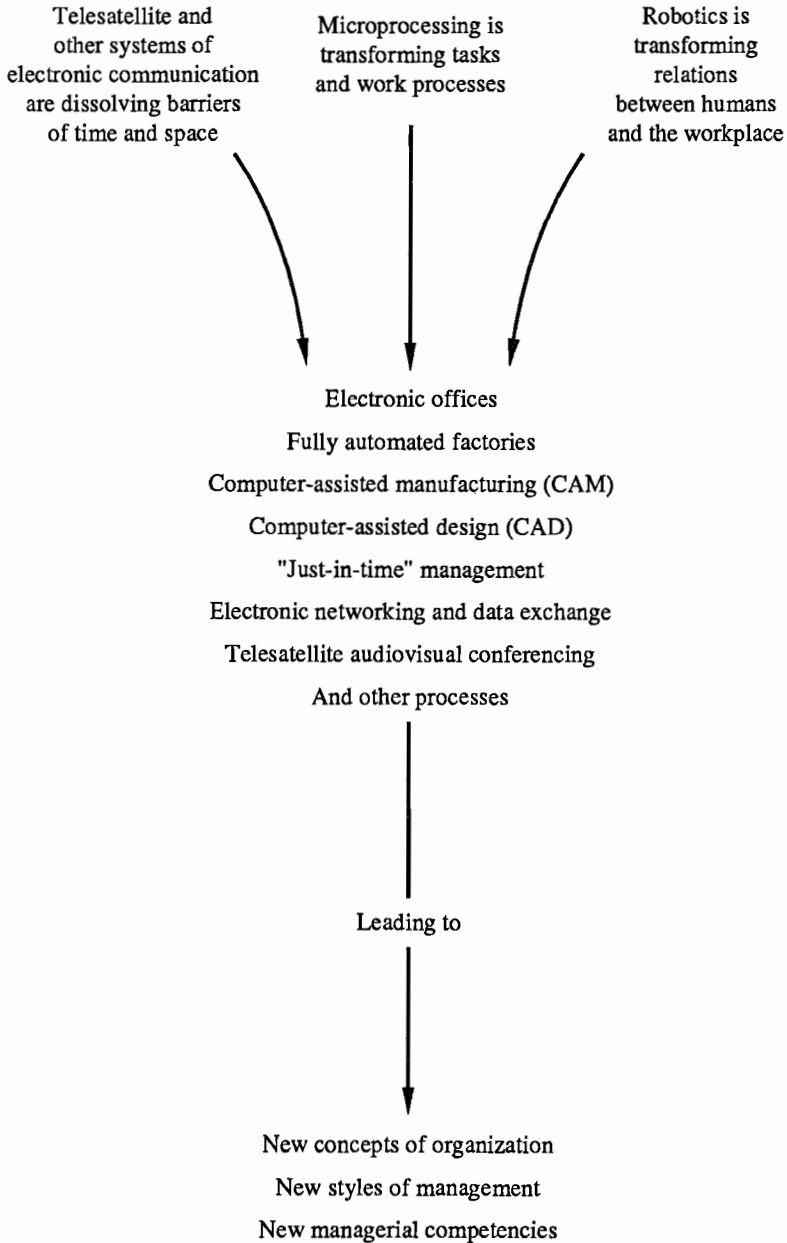 Telesatellite and
other systems of
electronic communication
are dissolving barriers
of time and space
Microprocessing is
transforming tasks
and work processes
Robotics is
transforming
relations
between humans
and the workplace
Electronic offices
Fully automated factories
Computer-assisted manufacturing (CAM)
Computer-assisted design (CAD)
"Just-in-time" management
Electronic networking and data exchange
Telesatellite audiovisual conferencing
And other processes
Leading to
New concepts of organization
New styles of management
New managerial competencies